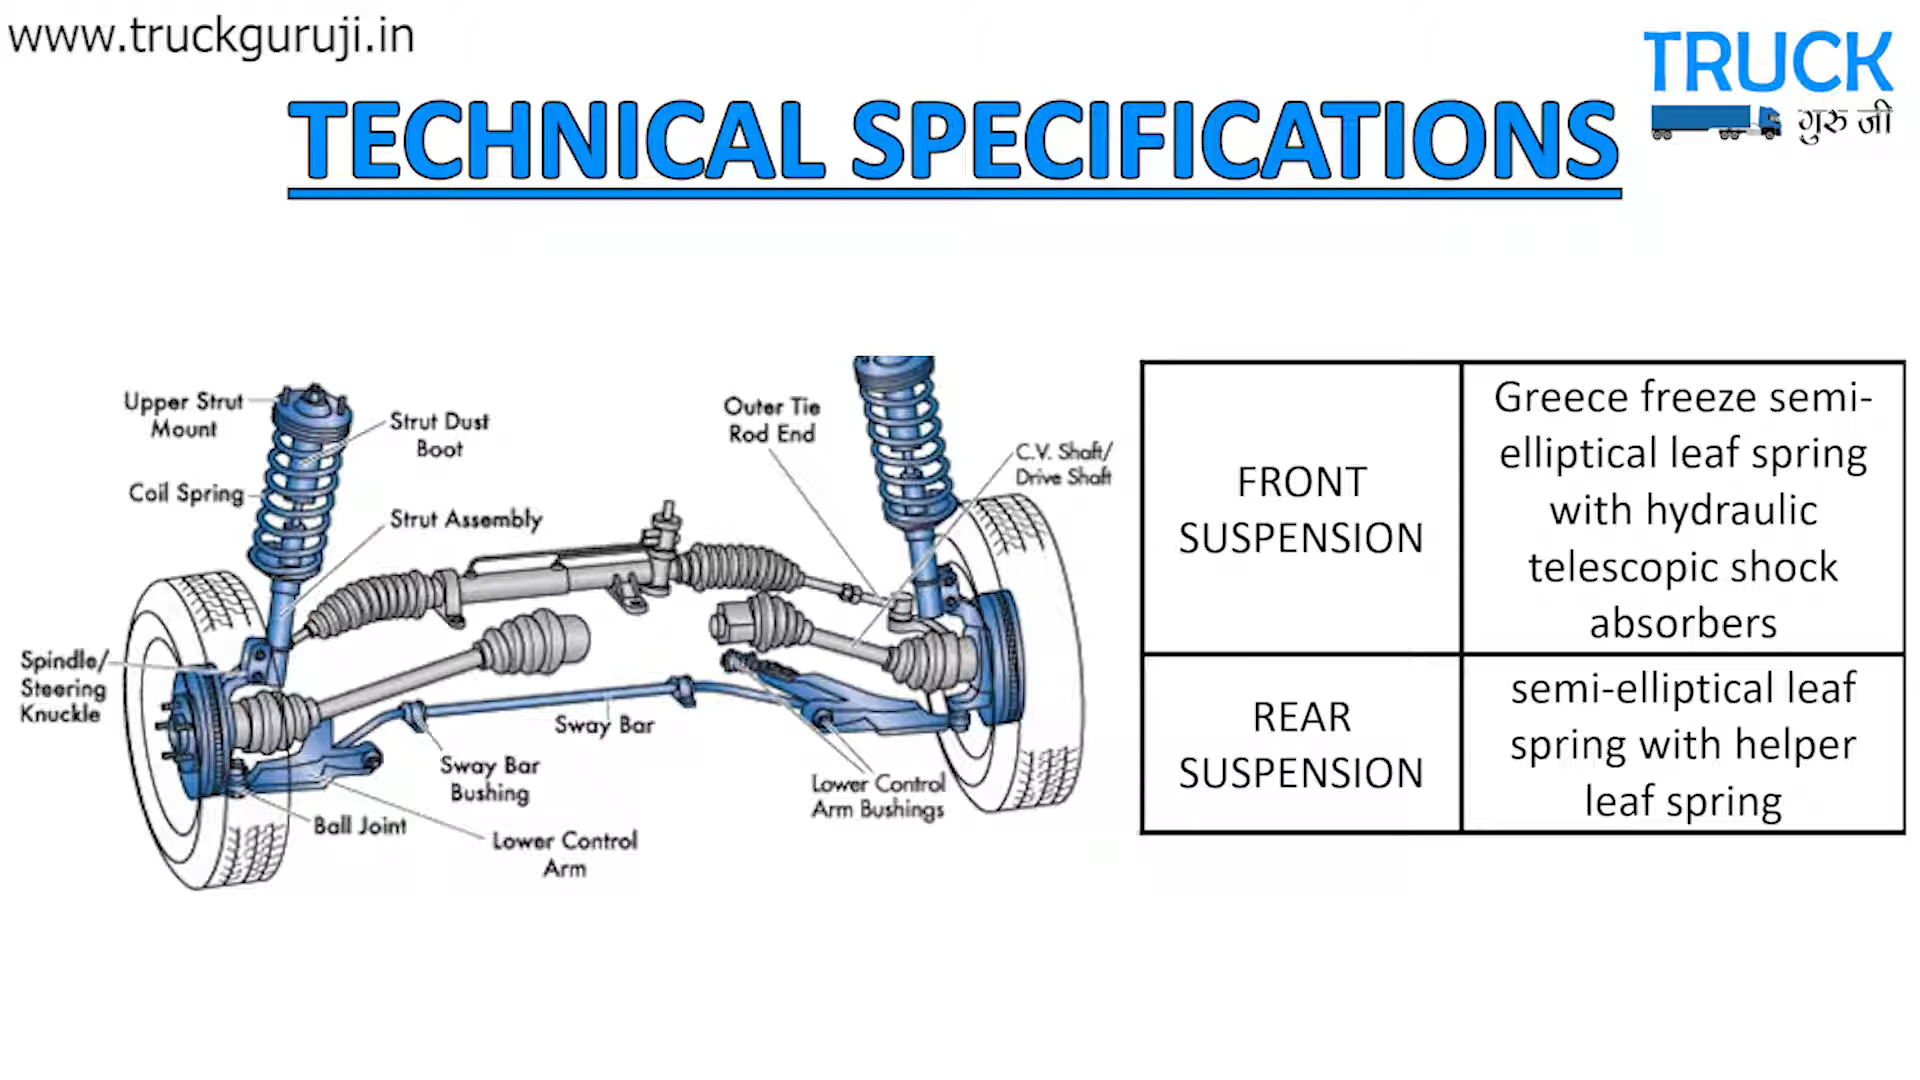 www.truckguruji.in
TRUCK
गुरु जी
TECHNICAL SPECIFICATIONS
Upper Strut
Mount
Strut Dust
Boot
Coil Spring
Strut Assembly
Outer Tie
Rod End
C.V. Shaft/
Drive Shaft
Spindle/
Steering
Knuckle
Sway Bar
Sway Bar
Bushing
Ball Joint
Lower Control
Arm
Lower Control
Arm Bushings
FRONT
SUSPENSION
Greece freeze semi-
elliptical leaf spring
with hydraulic
telescopic shock
absorbers
REAR
SUSPENSION
semi-elliptical leaf
spring with helper
leaf spring